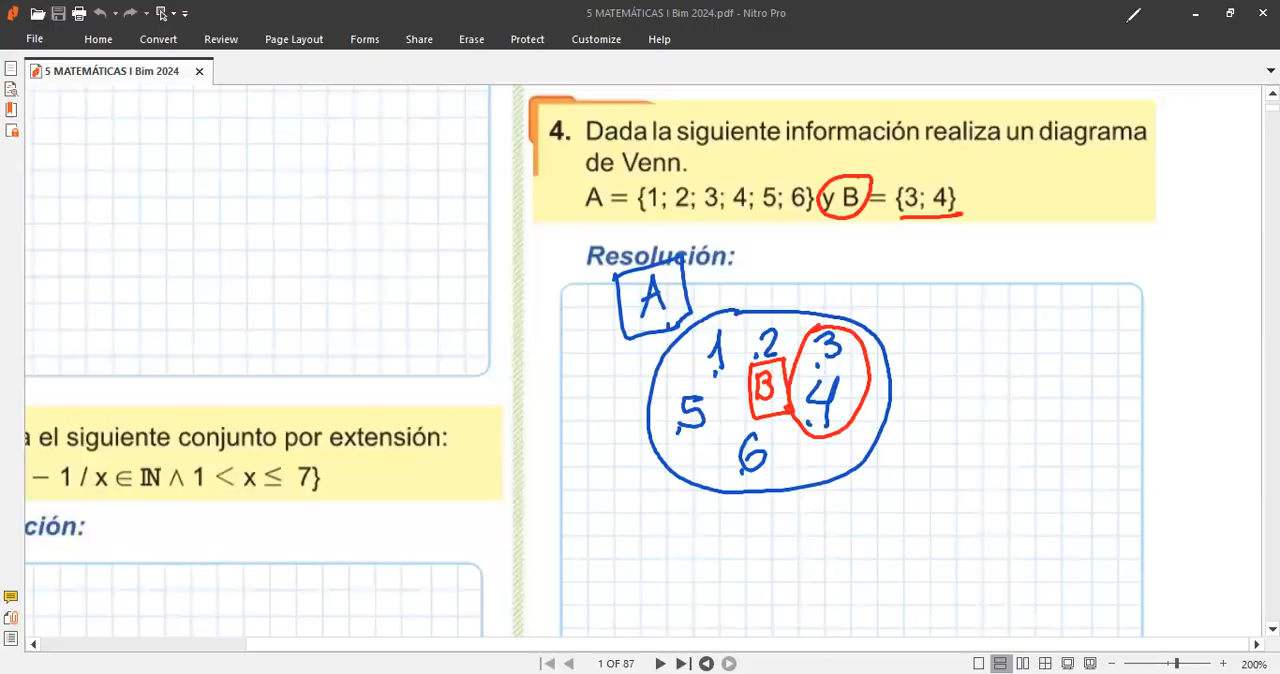 5 MATEMÁTICAS I Bim 2024.pdf - Nitro Pro
File Home Convert Review Page Layout Forms Share Erase Protect Customize Help
5 MATEMÁTICAS I Bim 2024
4. Dada la siguiente información realiza un diagrama
de Venn.
A = {1; 2; 3; 4; 5; 6} y B = {3; 4}
Resolución:
A
1 2 3
5 B 4
6
a el siguiente conjunto por extensión:
– 1 / x ∈ ℕ ∧ 1 < x ≤ 7}
ción:
1 OF 87
200%